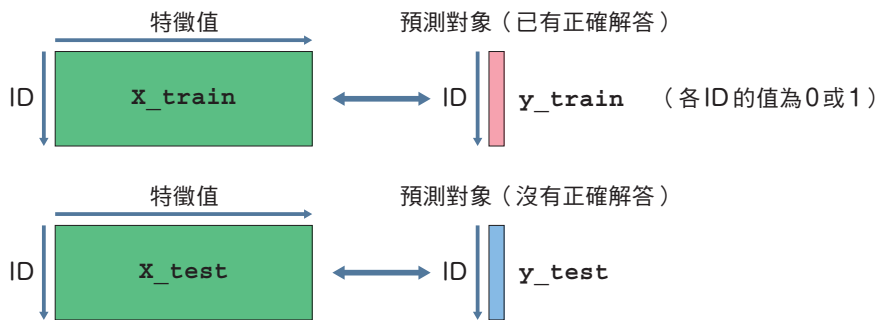 特徵值 預測對象（已有正確解答）
ID X_train ID y_train （各ID的值為0或1）
特徵值 預測對象（沒有正確解答）
ID X_test ID y_test